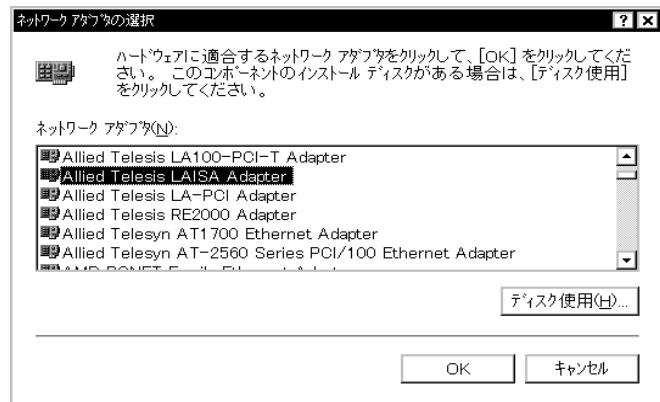 ネットワーク アダプタの選択
ハードウェアに適合するネットワーク アダプタをクリックして、[OK] をクリックしてくだ
さい。 このコンポーネントのインストール ディスクがある場合は、[ディスク使用]
をクリックしてください。
ネットワーク アダプタ(N):
Allied Telesis LA100-PCI-T Adapter
Allied Telesis LAISA Adapter
Allied Telesis LA-PCI Adapter
Allied Telesis RE2000 Adapter
Allied Telesyn AT1700 Ethernet Adapter
Allied Telesyn AT-2560 Series PCI/100 Ethernet Adapter
ディスク使用(H)...
OK
キャンセル